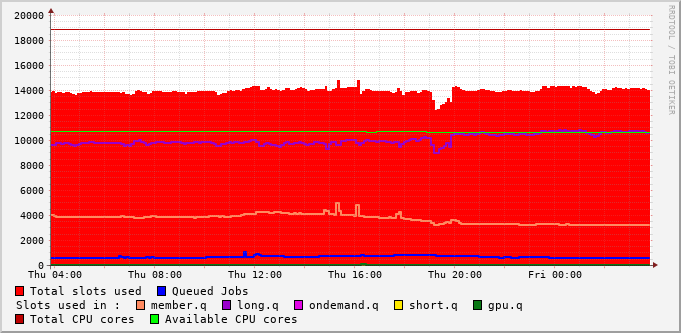 20000
18000
16000
14000
12000
10000
8000
6000
4000
2000
0
Thu 04:00 Thu 08:00 Thu 12:00 Thu 16:00 Thu 20:00 Fri 00:00
Total slots used Queued Jobs
Slots used in : member.q long.q ondemand.q short.q gpu.q
Total CPU cores Available CPU cores
RRDTOOL / TOBI OETIKER